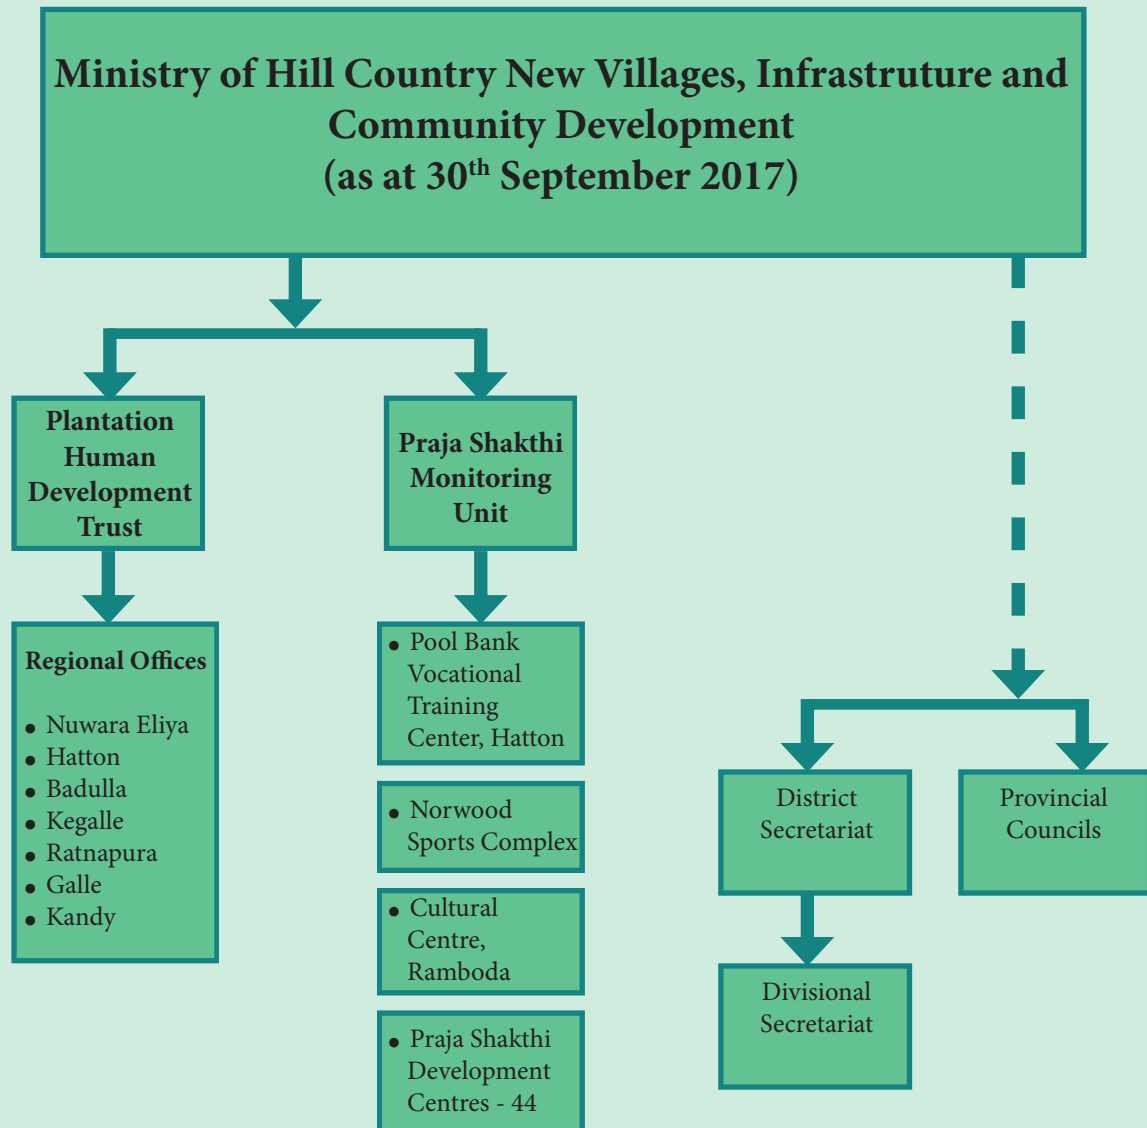 Ministry of Hill Country New Villages, Infrastruture and
Community Development
(as at 30th September 2017)
Plantation
Human
Development
Trust
Praja Shakthi
Monitoring
Unit
Regional Offices
• Nuwara Eliya
• Hatton
• Badulla
• Kegalle
• Ratnapura
• Galle
• Kandy
• Pool Bank
Vocational
Training
Center, Hatton
• Norwood
Sports Complex
• Cultural
Centre,
Ramboda
• Praja Shakthi
Development
Centres - 44
District
Secretariat
Provincial
Councils
Divisional
Secretariat